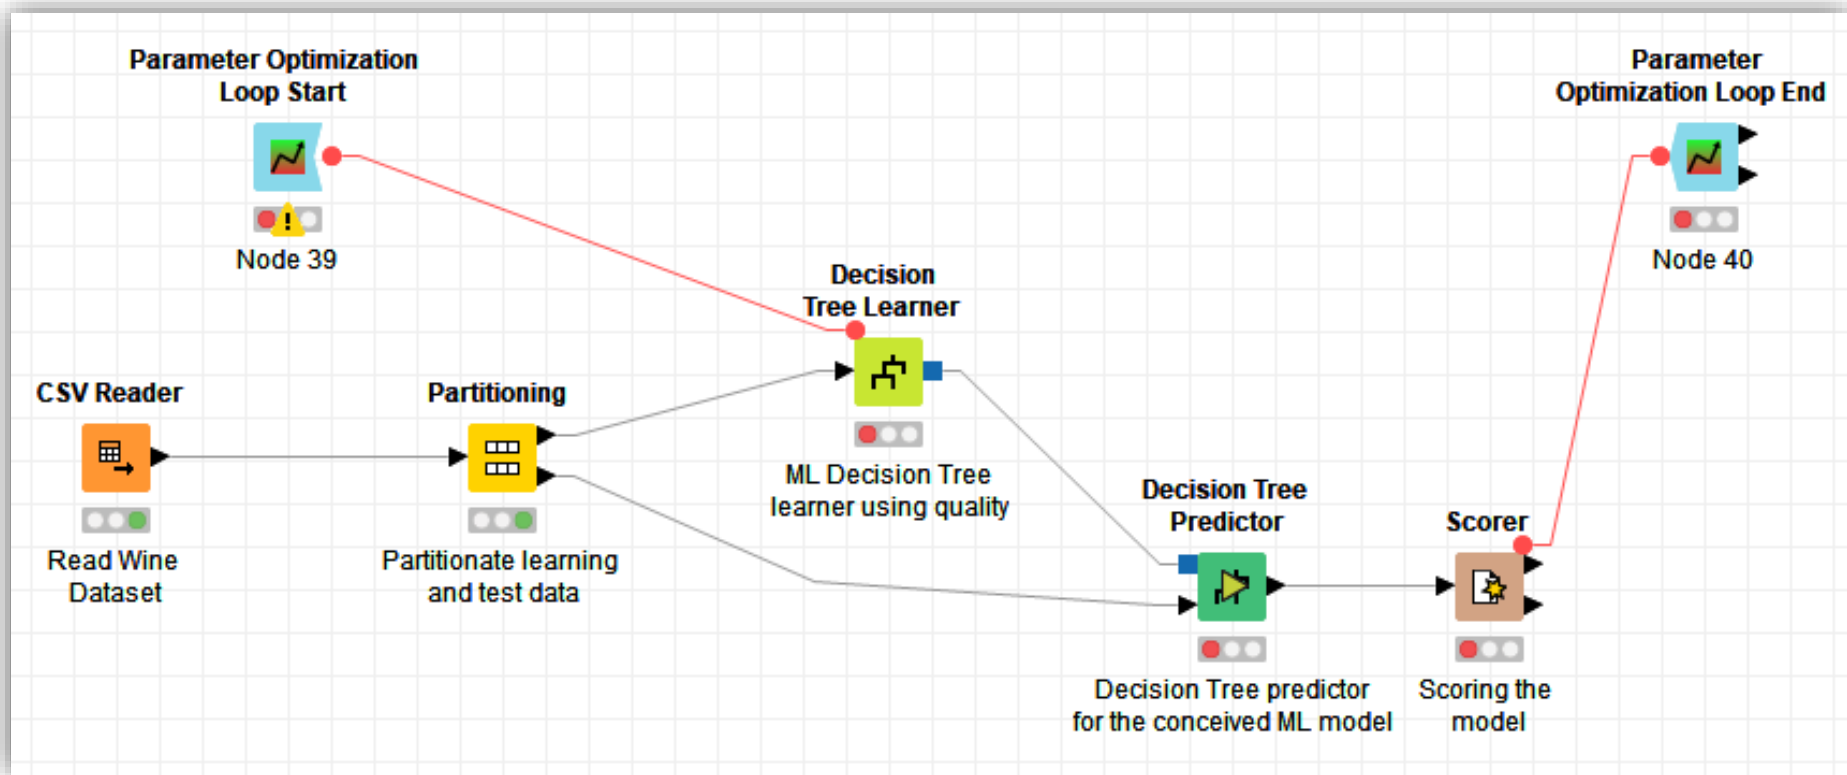 Parameter Optimization
Loop Start
Node 39
Parameter
Optimization Loop End
Node 40
Decision
Tree Learner
ML Decision Tree
learner using quality
CSV Reader
Read Wine
Dataset
Partitioning
Partitionate learning
and test data
Decision Tree
Predictor
Decision Tree predictor
for the conceived ML model
Scorer
Scoring the
model